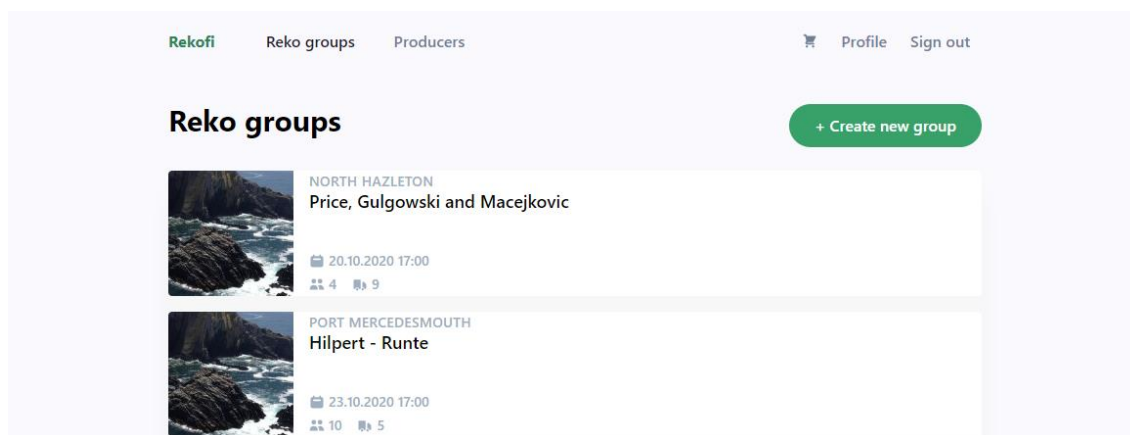 Rekofi Reko groups Producers Profile Sign out
Reko groups
+ Create new group
NORTH HAZLETON
Price, Gulgowski and Macejkovic
20.10.2020 17:00
4 9
PORT MERCEDESMOUTH
Hilpert - Runte
23.10.2020 17:00
10 5